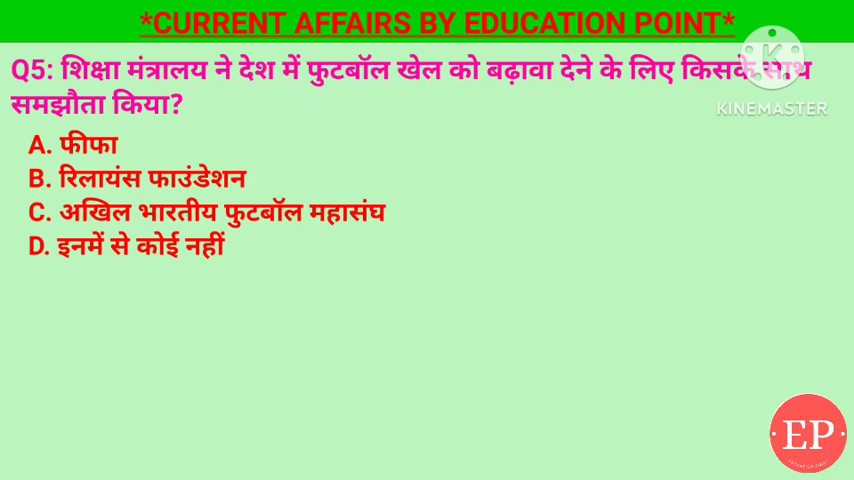 *CURRENT AFFAIRS BY EDUCATION POINT*
Q5: शिक्षा मंत्रालय ने देश में फुटबॉल खेल को बढ़ावा देने के लिए किसके साथ
समझौता किया?
KINEMASTER
A. फीफा
B. रिलायंस फाउंडेशन
C. अखिल भारतीय फुटबॉल महासंघ
D. इनमें से कोई नहीं
EP